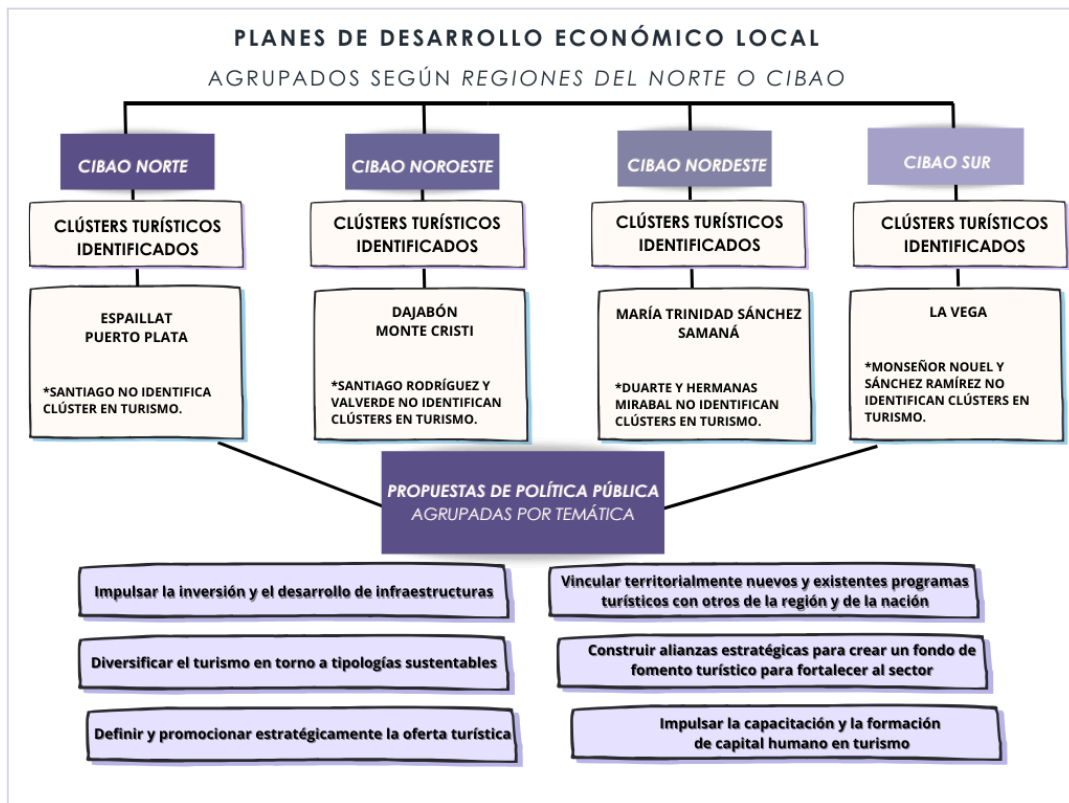 PLANES DE DESARROLLO ECONÓMICO LOCAL
AGRUPADOS SEGÚN REGIONES DEL NORTE O CIBAO
CIBAO NORTE
CLÚSTERS TURÍSTICOS
IDENTIFICADOS
ESPAILLAT
PUERTO PLATA
*SANTIAGO NO IDENTIFICA
CLÚSTER EN TURISMO.
CIBAO NOROESTE
CLÚSTERS TURÍSTICOS
IDENTIFICADOS
DAJABÓN
MONTE CRISTI
*SANTIAGO RODRÍGUEZ Y
VALVERDE NO IDENTIFICAN
CLÚSTERS EN TURISMO.
CIBAO NORDESTE
CLÚSTERS TURÍSTICOS
IDENTIFICADOS
MARÍA TRINIDAD SÁNCHEZ
SAMANÁ
*DUARTE Y HERMANAS
MIRABAL NO IDENTIFICAN
CLÚSTERS EN TURISMO.
CIBAO SUR
CLÚSTERS TURÍSTICOS
IDENTIFICADOS
LA VEGA
*MONSEÑOR NOUEL Y
SÁNCHEZ RAMÍREZ NO
IDENTIFICAN CLÚSTERS EN
TURISMO.
PROPUESTAS DE POLÍTICA PÚBLICA
AGRUPADAS POR TEMÁTICA
Impulsar la inversión y el desarrollo de infraestructuras
Diversificar el turismo en torno a tipologías sustentables
Definir y promocionar estratégicamente la oferta turística
Vincular territorialmente nuevos y existentes programas
turísticos con otros de la región y de la nación
Construir alianzas estratégicas para crear un fondo de
fomento turístico para fortalecer al sector
Impulsar la capacitación y la formación
de capital humano en turismo